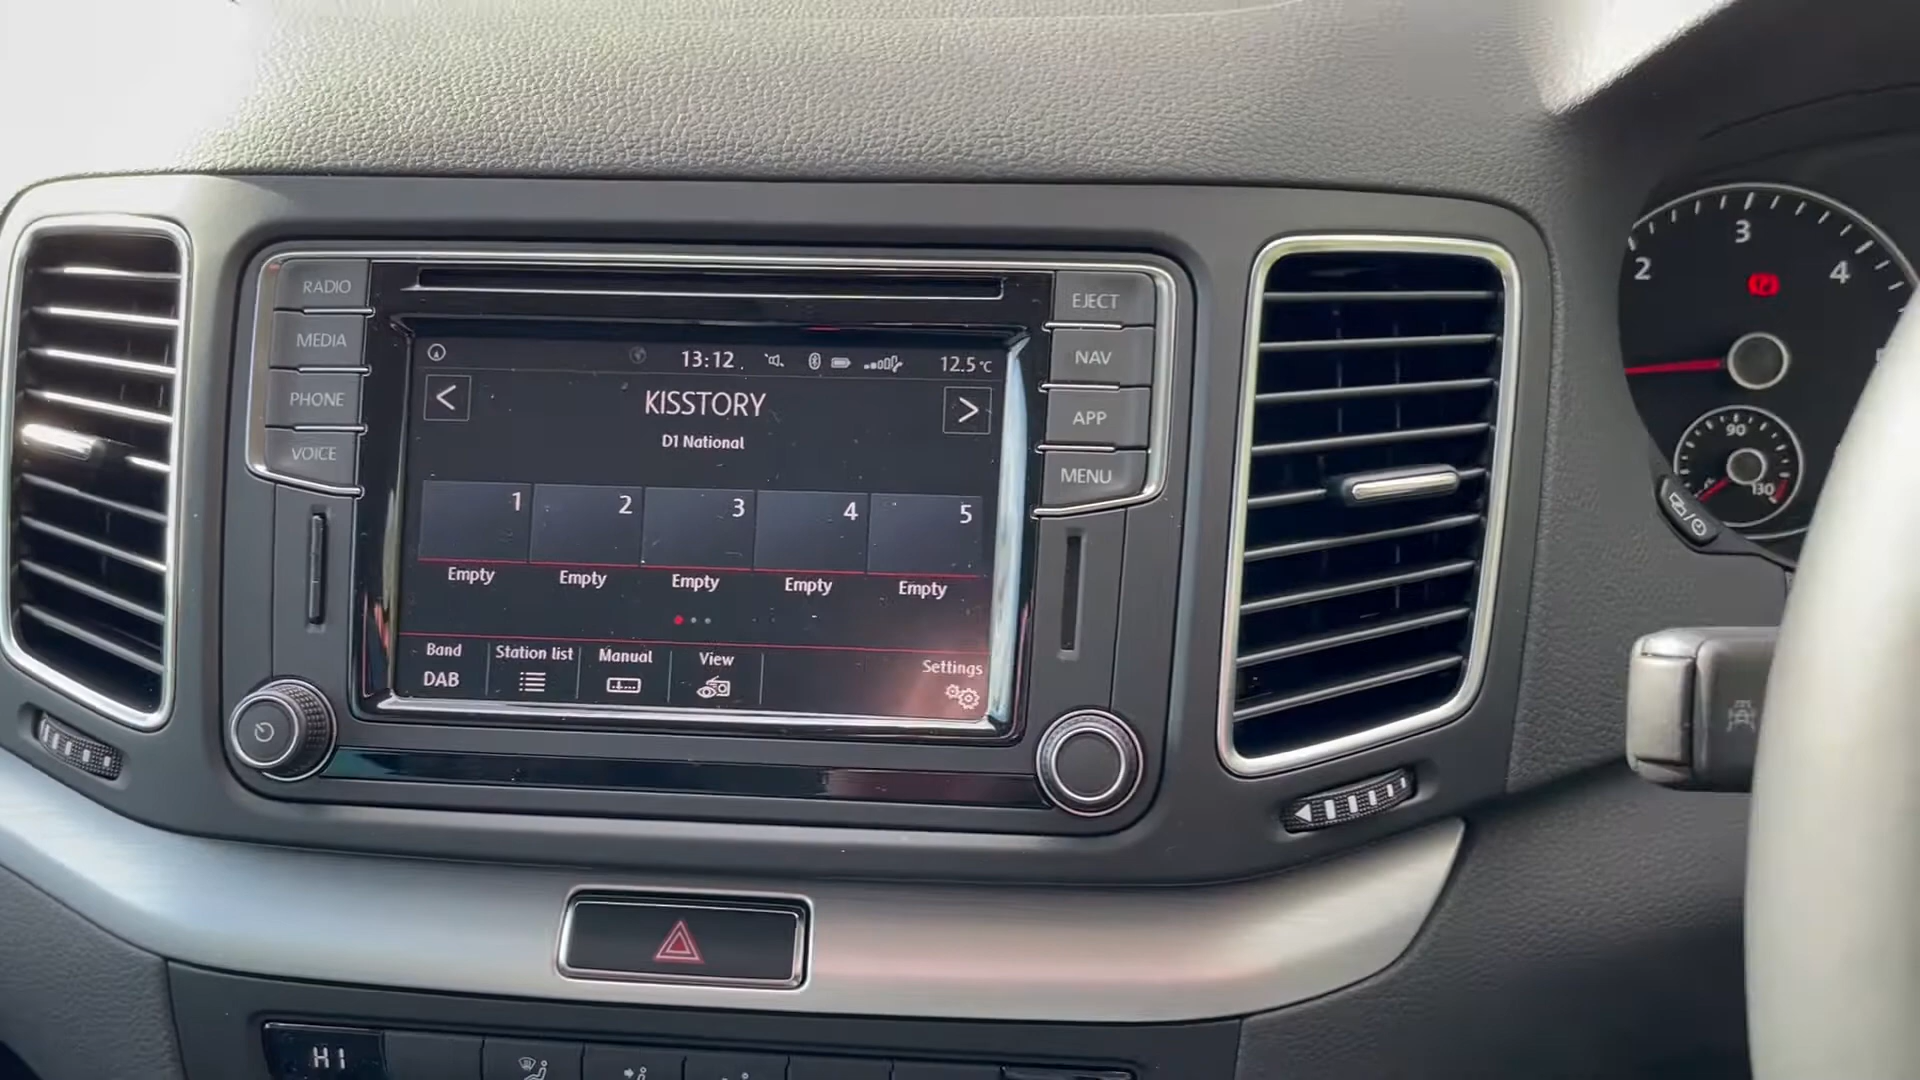 RADIO
MEDIA
PHONE
VOICE
EJECT
NAV
APP
MENU
13:12
12.5°C
<
KISSTORY
>
D1 National
1 2 3 4 5
Empty Empty Empty Empty Empty
Band Station list Manual View Settings
DAB
2 3 4
90
130
HI